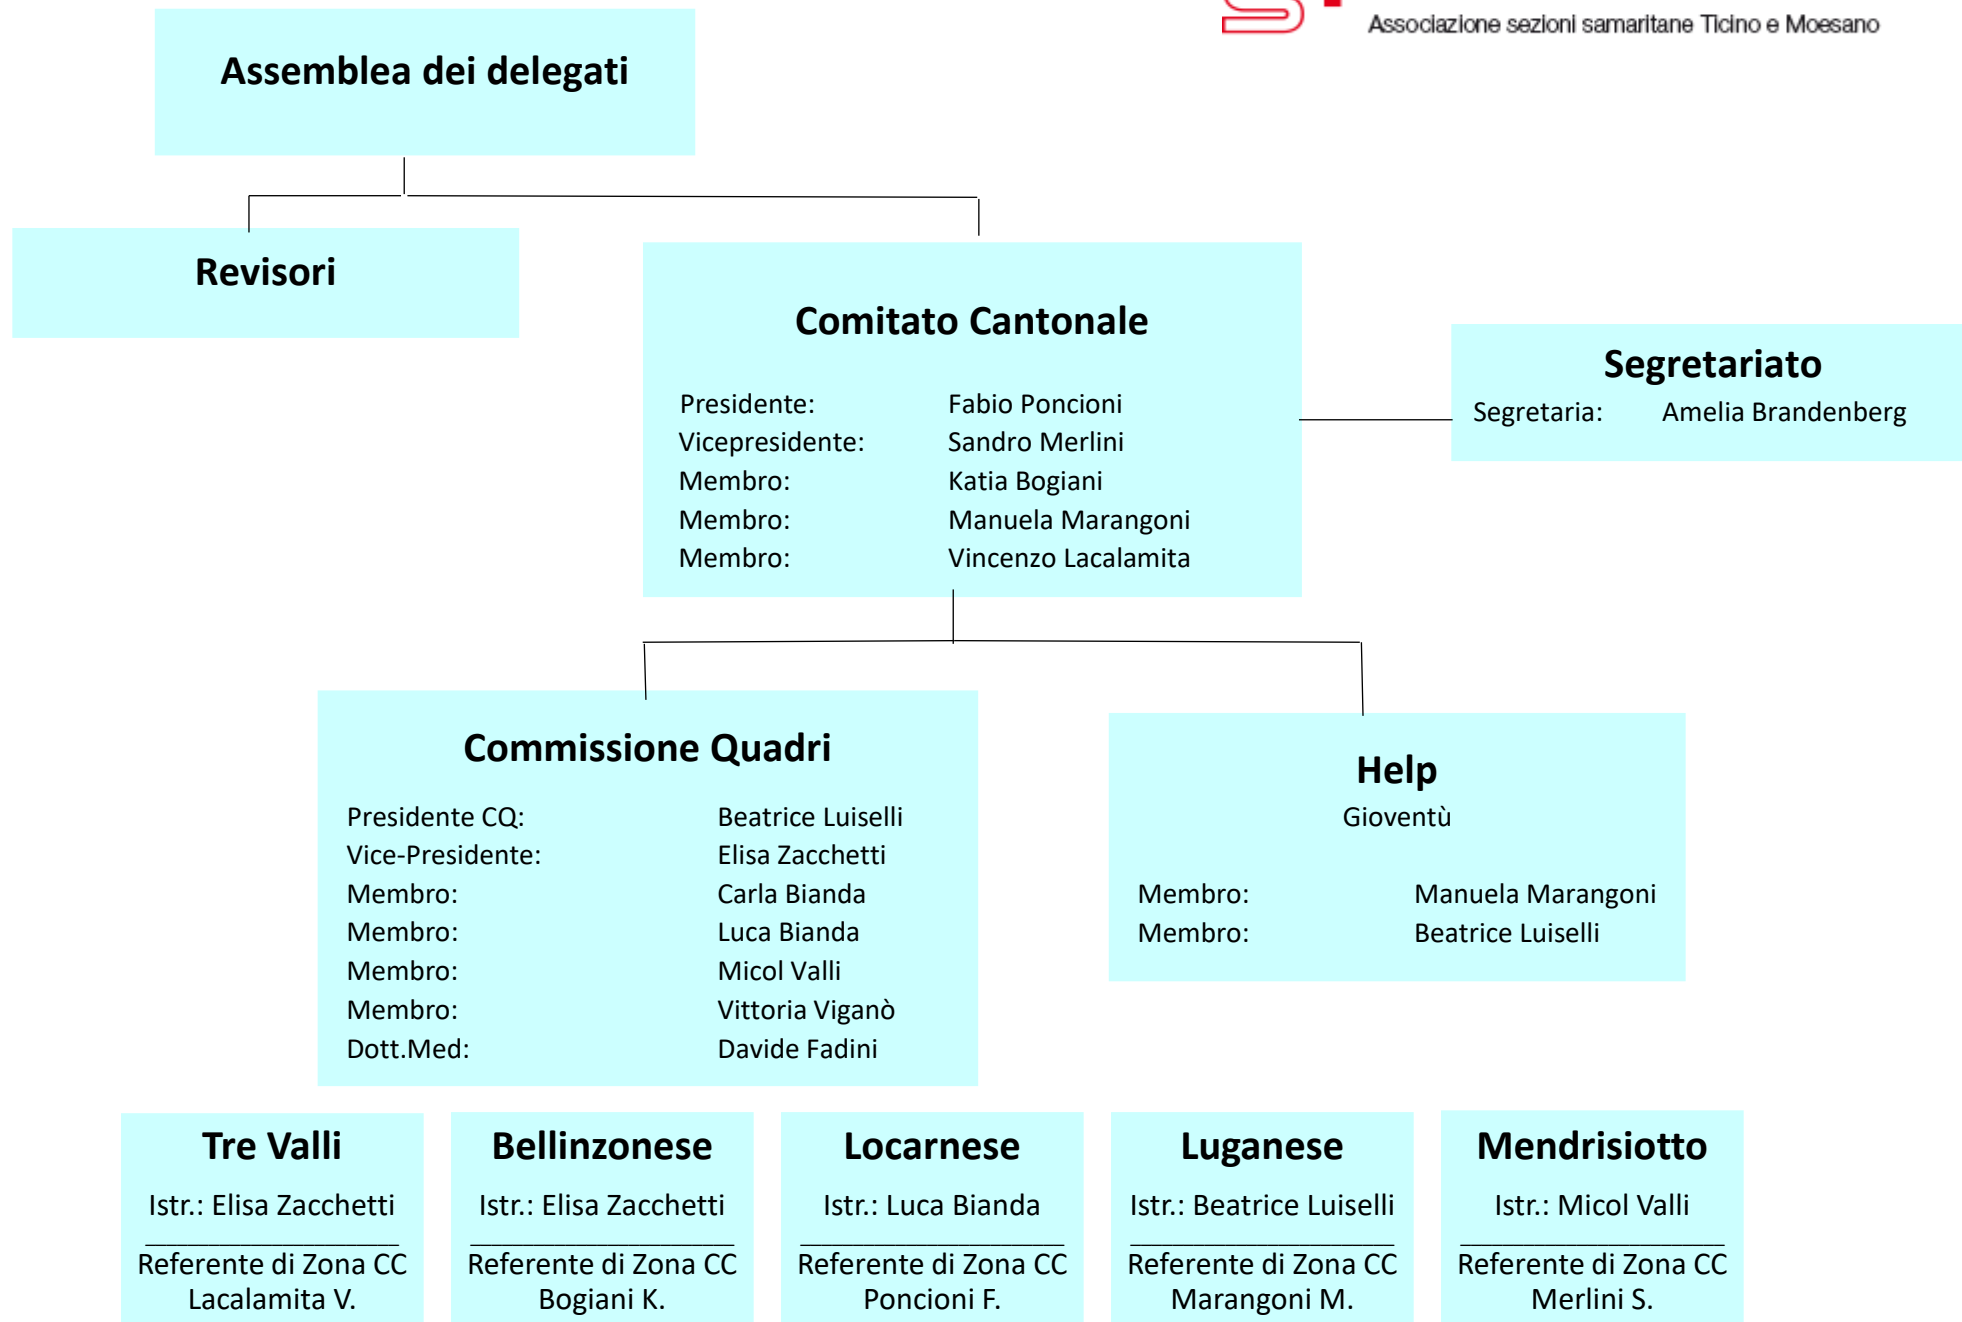 Associazione sezioni samaritane Ticino e Moesano
Assemblea dei delegati
Revisori
Comitato Cantonale
Presidente: Fabio Poncioni
Vicepresidente: Sandro Merlini
Membro: Katia Bogiani
Membro: Manuela Marangoni
Membro: Vincenzo Lacalamita
Segretariato
Segretaria: Amelia Brandenberg
Commissione Quadri
Presidente CQ: Beatrice Luiselli
Vice-Presidente: Elisa Zacchetti
Membro: Carla Bianda
Membro: Luca Bianda
Membro: Micol Valli
Membro: Vittoria Viganò
Dott.Med: Davide Fadini
Help
Gioventù
Membro: Manuela Marangoni
Membro: Beatrice Luiselli
Tre Valli
Istr.: Elisa Zacchetti
Referente di Zona CC
Lacalamita V.
Bellinzonese
Istr.: Elisa Zacchetti
Referente di Zona CC
Bogiani K.
Locarnese
Istr.: Luca Bianda
Referente di Zona CC
Poncioni F.
Luganese
Istr.: Beatrice Luiselli
Referente di Zona CC
Marangoni M.
Mendrisiotto
Istr.: Micol Valli
Referente di Zona CC
Merlini S.